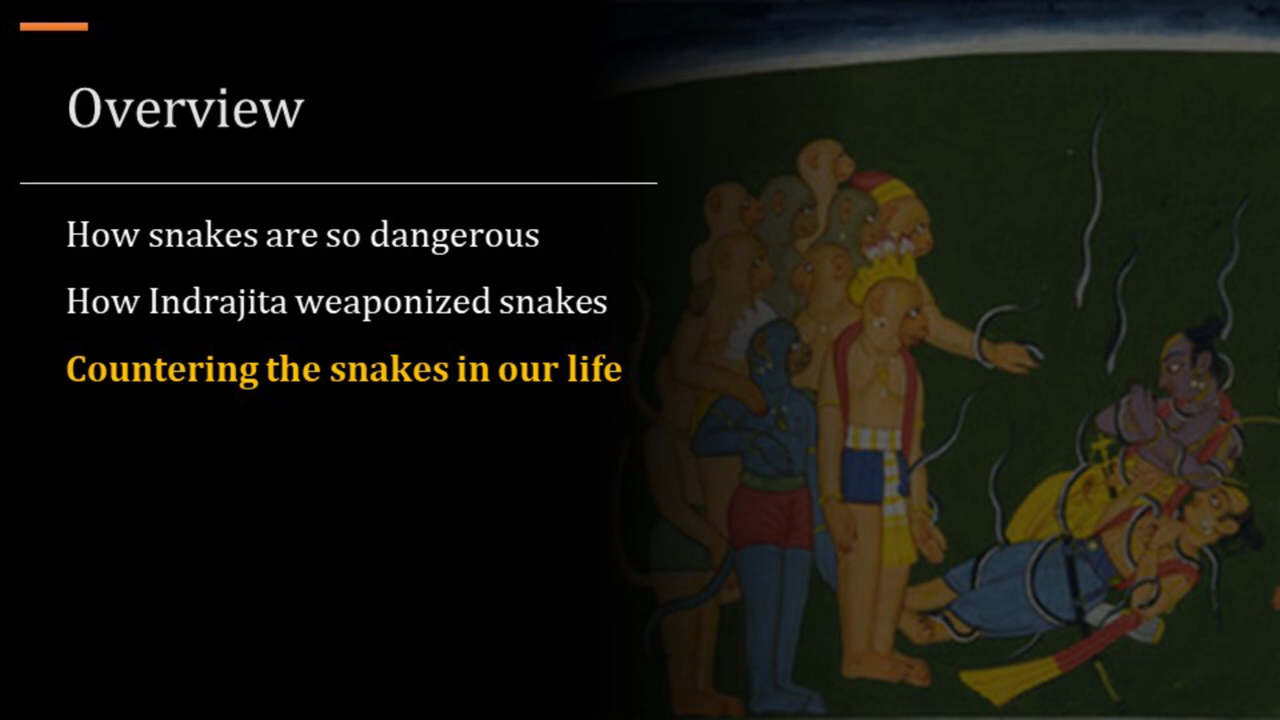 Overview
How snakes are so dangerous
How Indrajita weaponized snakes
Countering the snakes in our life